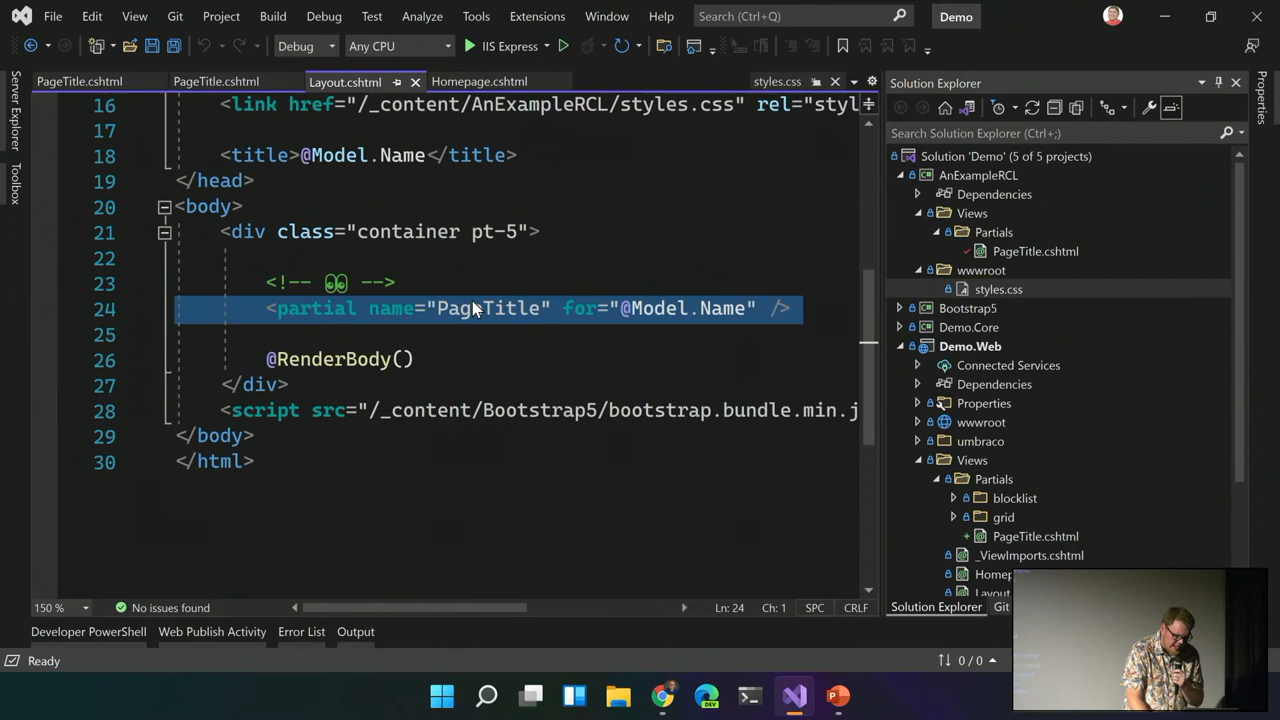 File Edit View Git Project Build Debug Test Analyze Tools Extensions Window Help Search (Ctrl+Q) Demo
Debug Any CPU IIS Express
PageTitle.cshtml PageTitle.cshtml Layout.cshtml Homepage.cshtml styles.css
Server Explorer
Toolbox
16 <link href="/_content/AnExampleRCL/styles.css" rel="styl
17
18 <title>@Model.Name</title>
19 </head>
20 <body>
21 <div class="container pt-5">
22
23 <!-- 👀 -->
24 <partial name="PageTitle" for="@Model.Name" />
25
26 @RenderBody()
27 </div>
28 <script src="/_content/Bootstrap5/bootstrap.bundle.min.j
29 </body>
30 </html>
150 % No issues found Ln: 24 Ch: 1 SPC CRLF
Developer PowerShell Web Publish Activity Error List Output
Ready 0 / 0
Solution Explorer
Search Solution Explorer (Ctrl+;)
Solution 'Demo' (5 of 5 projects)
AnExampleRCL
Dependencies
Views
Partials
PageTitle.cshtml
wwwroot
styles.css
Bootstrap5
Demo.Core
Demo.Web
Connected Services
Dependencies
Properties
wwwroot
umbraco
Views
Partials
blocklist
grid
PageTitle.cshtml
_ViewImports.cshtml
Homep
Layout
Solution Explorer Git
Properties